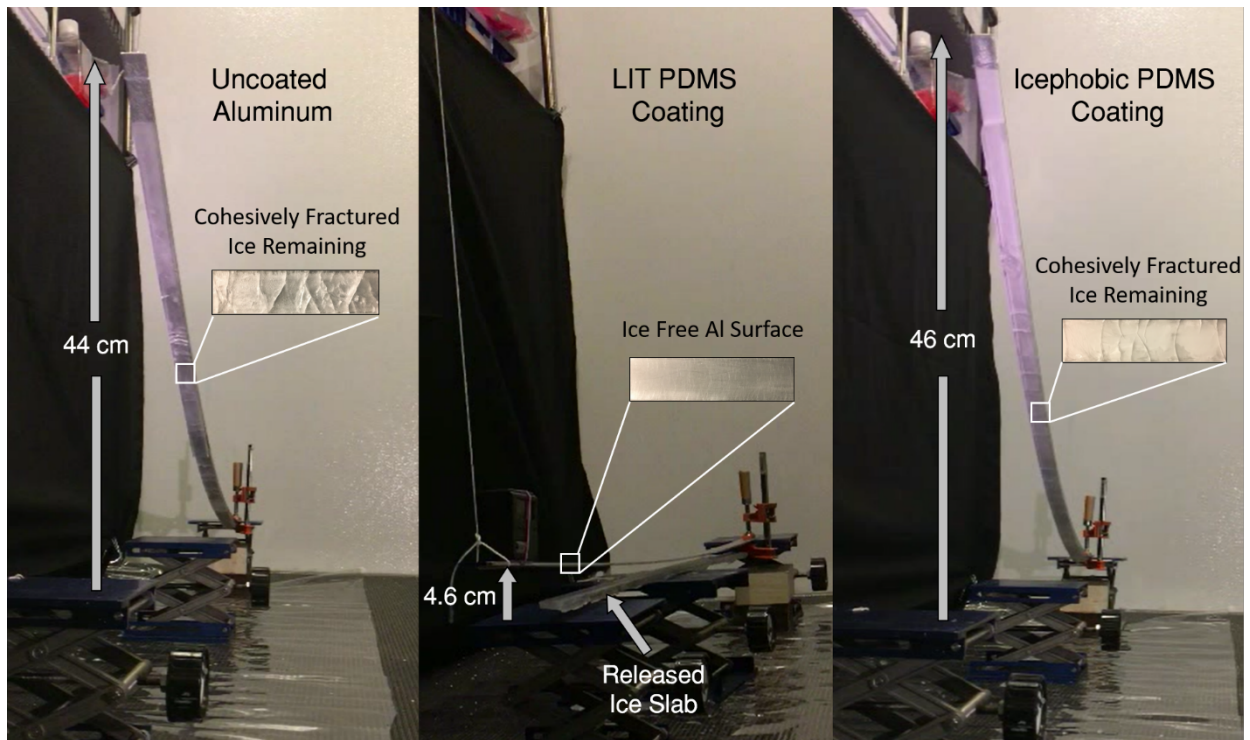 Uncoated
Aluminum
Cohesively Fractured
Ice Remaining
44 cm
LIT PDMS
Coating
Ice Free Al Surface
4.6 cm
Released
Ice Slab
Icephobic PDMS
Coating
Cohesively Fractured
Ice Remaining
46 cm